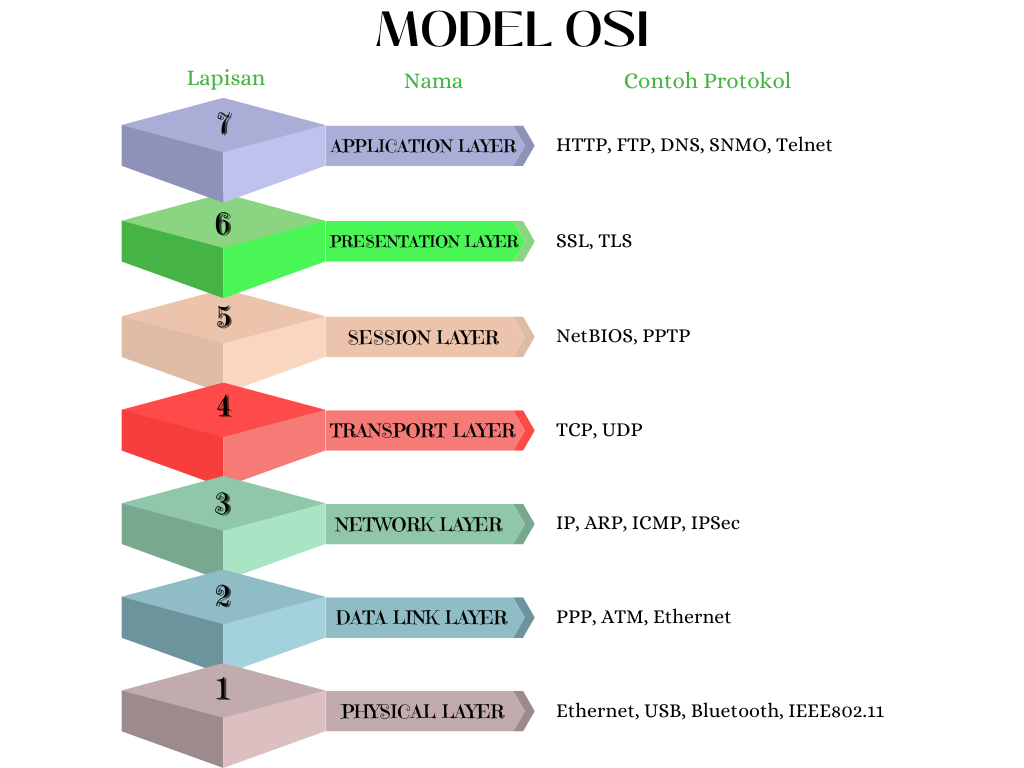 MODEL OSI
Lapisan Nama Contoh Protokol
7 APPLICATION LAYER HTTP, FTP, DNS, SNMO, Telnet
6 PRESENTATION LAYER SSL, TLS
5 SESSION LAYER NetBIOS, PPTP
4 TRANSPORT LAYER TCP, UDP
3 NETWORK LAYER IP, ARP, ICMP, IPSec
2 DATA LINK LAYER PPP, ATM, Ethernet
1 PHYSICAL LAYER Ethernet, USB, Bluetooth, IEEE802.11